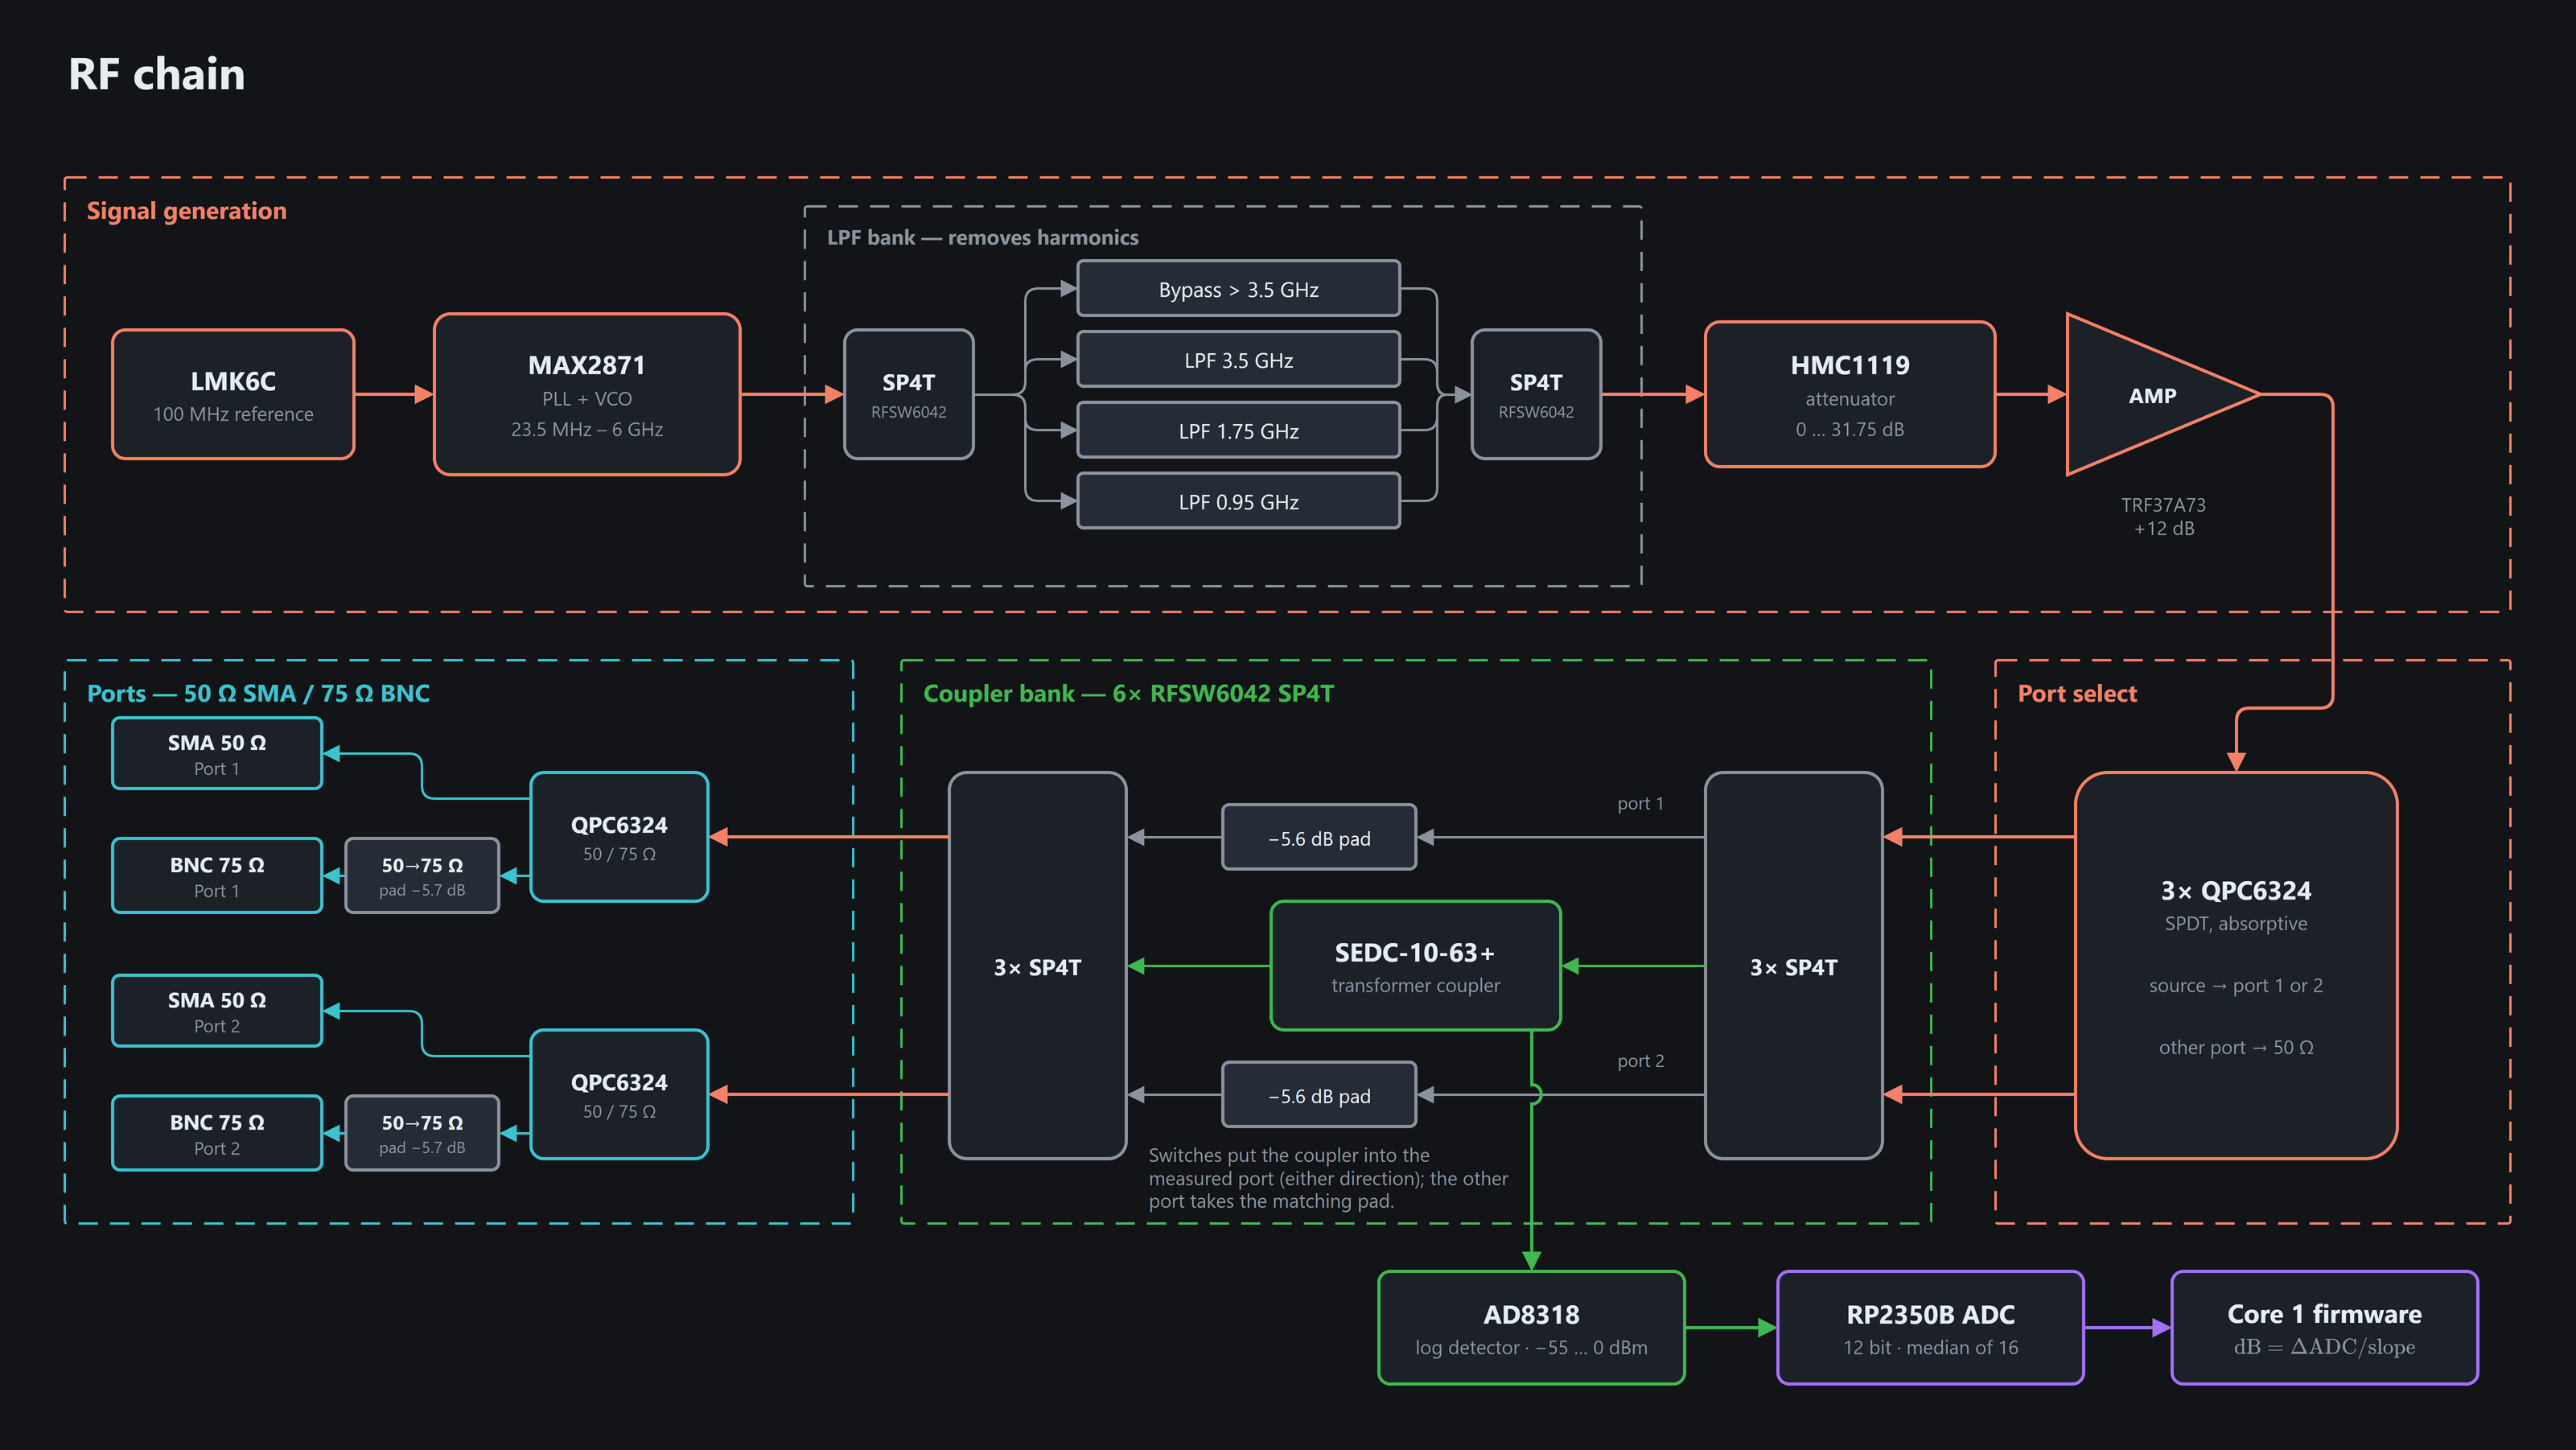 RF chain
Signal generation
LPF bank — removes harmonics
LMK6C
100 MHz reference
MAX2871
PLL + VCO
23.5 MHz – 6 GHz
SP4T
RFSW6042
Bypass > 3.5 GHz
LPF 3.5 GHz
LPF 1.75 GHz
LPF 0.95 GHz
SP4T
RFSW6042
HMC1119
attenuator
0 … 31.75 dB
AMP
TRF37A73
+12 dB
Ports — 50 Ω SMA / 75 Ω BNC
SMA 50 Ω
Port 1
BNC 75 Ω
Port 1
50→75 Ω
pad −5.7 dB
QPC6324
50 / 75 Ω
SMA 50 Ω
Port 2
BNC 75 Ω
Port 2
50→75 Ω
pad −5.7 dB
QPC6324
50 / 75 Ω
Coupler bank — 6× RFSW6042 SP4T
3× SP4T
−5.6 dB pad
port 1
SEDC-10-63+
transformer coupler
port 2
−5.6 dB pad
3× SP4T
Switches put the coupler into the
measured port (either direction); the other
port takes the matching pad.
Port select
3× QPC6324
SPDT, absorptive
source → port 1 or 2
other port → 50 Ω
AD8318
log detector · −55 … 0 dBm
RP2350B ADC
12 bit · median of 16
Core 1 firmware
dB = ΔADC/slope